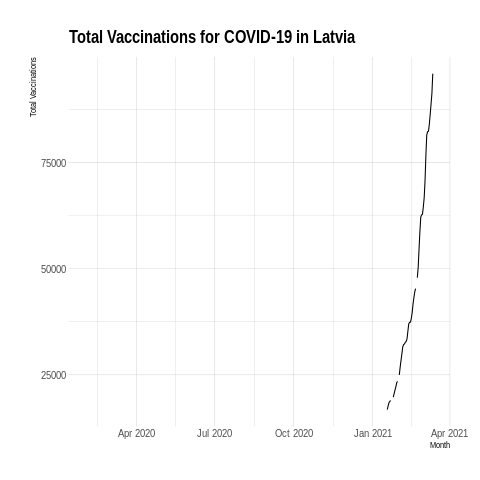 Total Vaccinations for COVID-19 in Latvia
Total Vaccinations
75000
50000
25000
Apr 2020 Jul 2020 Oct 2020 Jan 2021 Apr 2021
Month